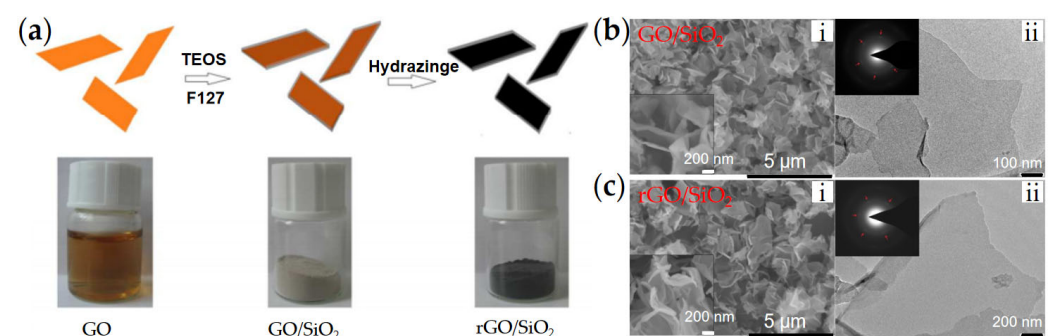 (a)
TEOS
F127
Hydrazinge
GO
GO/SiO₂
rGO/SiO₂
(b)
GO/SiO₂
i
200 nm
5 µm
ii
100 nm
(c)
rGO/SiO₂
i
200 nm
5 µm
ii
200 nm